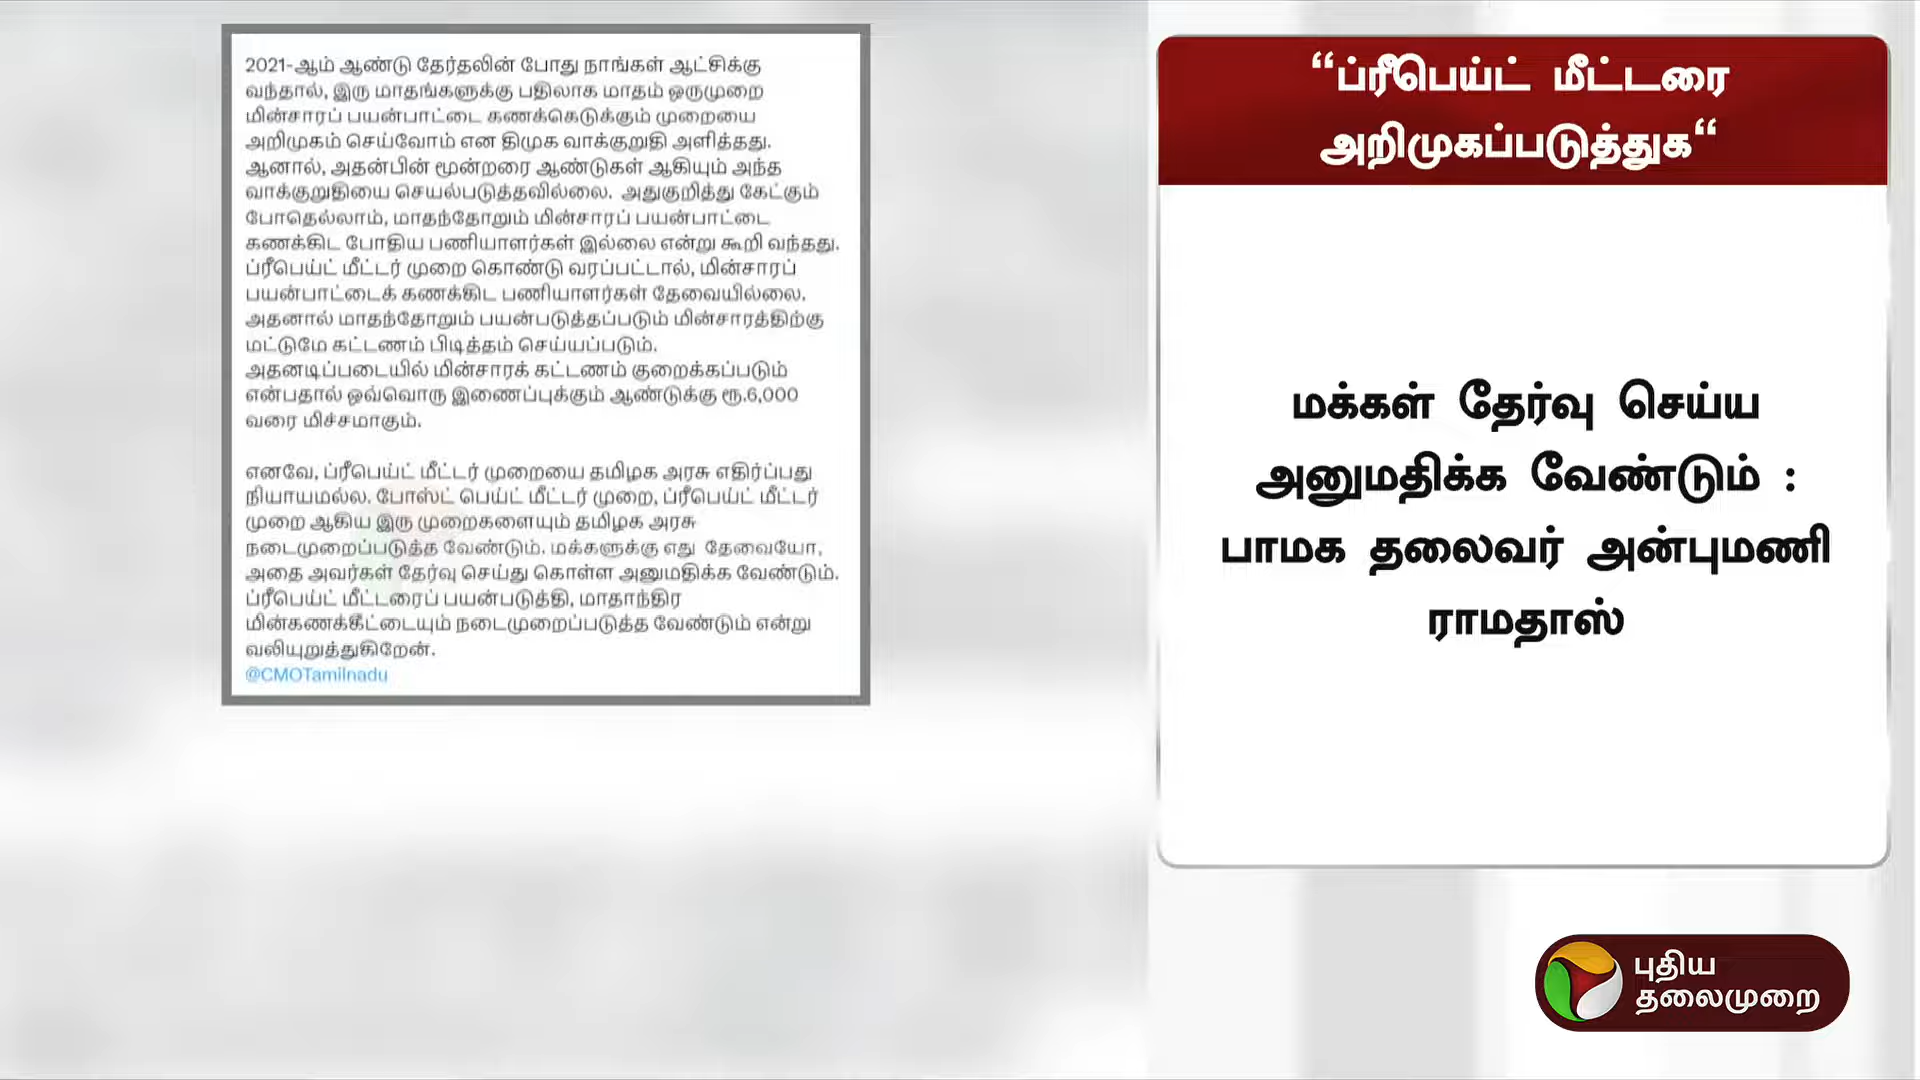 2021-ஆம் ஆண்டு தேர்தலின் போது நாங்கள் ஆட்சிக்கு
வந்தால், இரு மாதங்களுக்கு பதிலாக மாதம் ஒருமுறை
மின்சாரப் பயன்பாட்டை கணக்கெடுக்கும் முறையை
அறிமுகம் செய்வோம் என திமுக வாக்குறுதி அளித்தது.
ஆனால், அதன்பின் மூன்றரை ஆண்டுகள் ஆகியும் அந்த
வாக்குறுதியை செயல்படுத்தவில்லை. அதுகுறித்து கேட்கும்
போதெல்லாம், மாதந்தோறும் மின்சாரப் பயன்பாட்டை
கணக்கிட போதிய பணியாளர்கள் இல்லை என்று கூறி வந்தது.
ப்ரீபெய்ட் மீட்டர் முறை கொண்டு வரப்பட்டால், மின்சாரப்
பயன்பாட்டைக் கணக்கிட பணியாளர்கள் தேவையில்லை.
அதனால் மாதந்தோறும் பயன்படுத்தப்படும் மின்சாரத்திற்கு
மட்டுமே கட்டணம் பிடித்தம் செய்யப்படும்.
அதனடிப்படையில் மின்சாரக் கட்டணம் குறைக்கப்படும்
என்பதால் ஒவ்வொரு இணைப்புக்கும் ஆண்டுக்கு ரூ.6,000
வரை மிச்சமாகும்.
எனவே, ப்ரீபெய்ட் மீட்டர் முறையை தமிழக அரசு எதிர்ப்பது
நியாயமல்ல. போஸ்ட் பெய்ட் மீட்டர் முறை, ப்ரீபெய்ட் மீட்டர்
முறை ஆகிய இரு முறைகளையும் தமிழக அரசு
நடைமுறைப்படுத்த வேண்டும். மக்களுக்கு எது தேவையோ,
அதை அவர்கள் தேர்வு செய்து கொள்ள அனுமதிக்க வேண்டும்.
ப்ரீபெய்ட் மீட்டரைப் பயன்படுத்தி, மாதாந்திர
மின்கணக்கீட்டையும் நடைமுறைப்படுத்த வேண்டும் என்று
வலியுறுத்துகிறேன்.
@CMOTamilnadu
“ப்ரீபெய்ட் மீட்டரை
அறிமுகப்படுத்துக“
மக்கள் தேர்வு செய்ய
அனுமதிக்க வேண்டும் :
பாமக தலைவர் அன்புமணி
ராமதாஸ்
புதிய
தலைமுறை